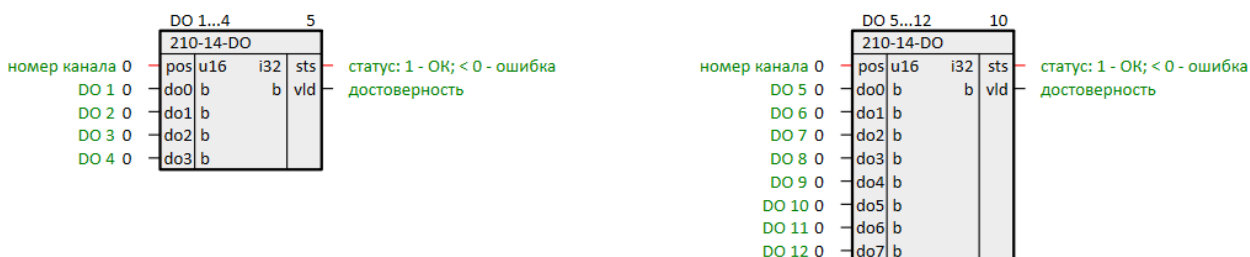 DO 1...4 5
210-14-DO
номер канала 0 pos u16 i32 sts статус: 1 - ОК; < 0 - ошибка
DO 1 0 do0 b b vld достоверность
DO 2 0 do1 b
DO 3 0 do2 b
DO 4 0 do3 b
DO 5...12 10
210-14-DO
номер канала 0 pos u16 i32 sts статус: 1 - ОК; < 0 - ошибка
DO 5 0 do0 b b vld достоверность
DO 6 0 do1 b
DO 7 0 do2 b
DO 8 0 do3 b
DO 9 0 do4 b
DO 10 0 do5 b
DO 11 0 do6 b
DO 12 0 do7 b